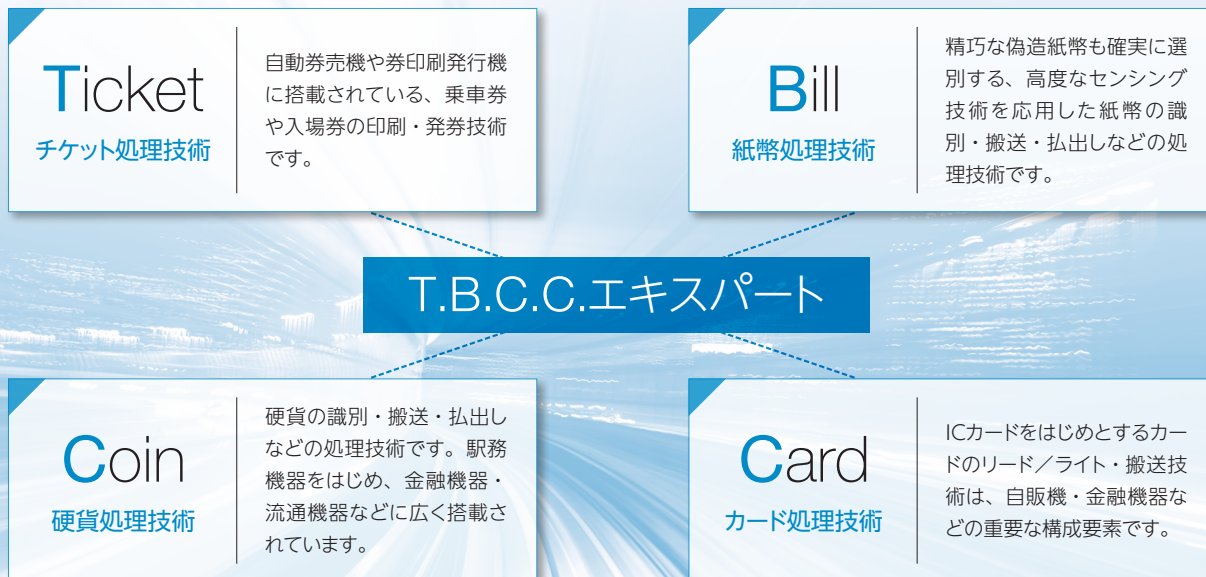 Ticket
チケット処理技術
自動券売機や券印刷発行機
に搭載されている、乗車券
や入場券の印刷・発券技術
です。
Bill
紙幣処理技術
精巧な偽造紙幣も確実に選
別する、高度なセンシング
技術を応用した紙幣の識
別・搬送・払出しなどの処
理技術です。
T.B.C.C.エキスパート
Coin
硬貨処理技術
硬貨の識別・搬送・払出し
などの処理技術です。駅務
機器をはじめ、金融機器・
流通機器などに広く搭載さ
れています。
Card
カード処理技術
ICカードをはじめとするカー
ドのリード／ライト・搬送技
術は、自販機・金融機器な
どの重要な構成要素です。